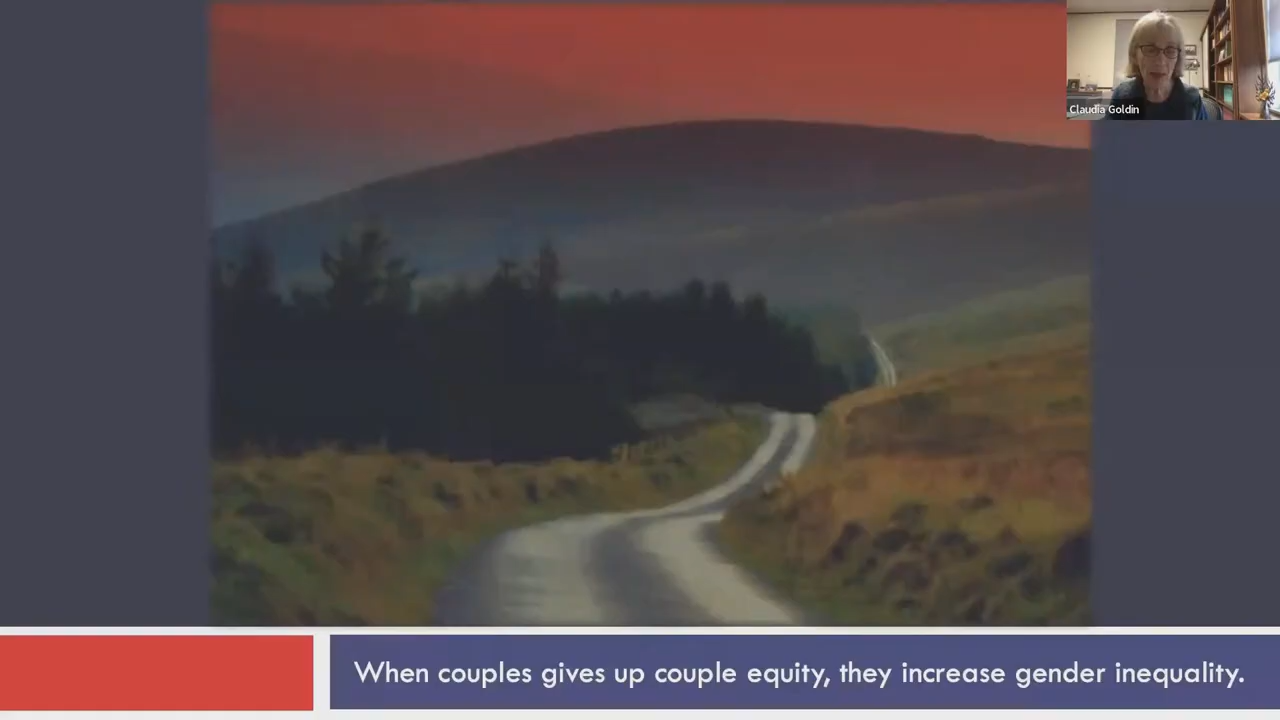 Claudia Goldin
When couples gives up couple equity, they increase gender inequality.